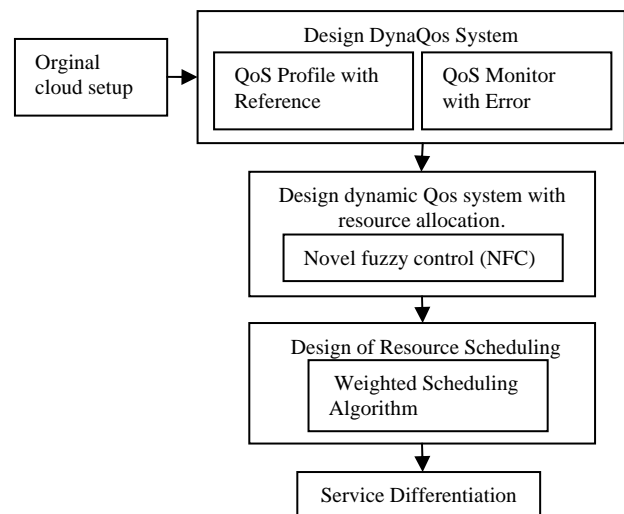 Design DynaQos System
Orginal
cloud setup
QoS Profile with
Reference
QoS Monitor
with Error
Design dynamic Qos system with
resource allocation.
Novel fuzzy control (NFC)
Design of Resource Scheduling
Weighted Scheduling
Algorithm
Service Differentiation